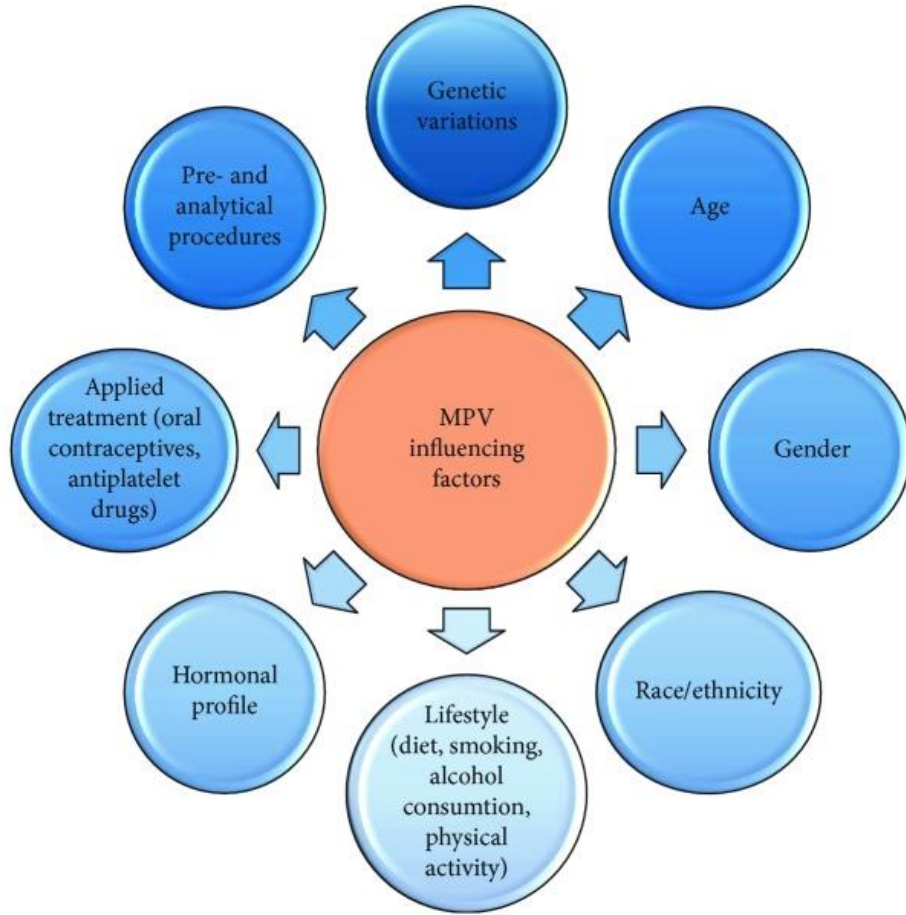 Genetic
variations
Age
Gender
Race/ethnicity
Lifestyle
(diet, smoking,
alcohol
consumtion,
physical
activity)
Hormonal
profile
Applied
treatment (oral
contraceptives,
antiplatelet
drugs)
Pre- and
analytical
procedures
MPV
influencing
factors